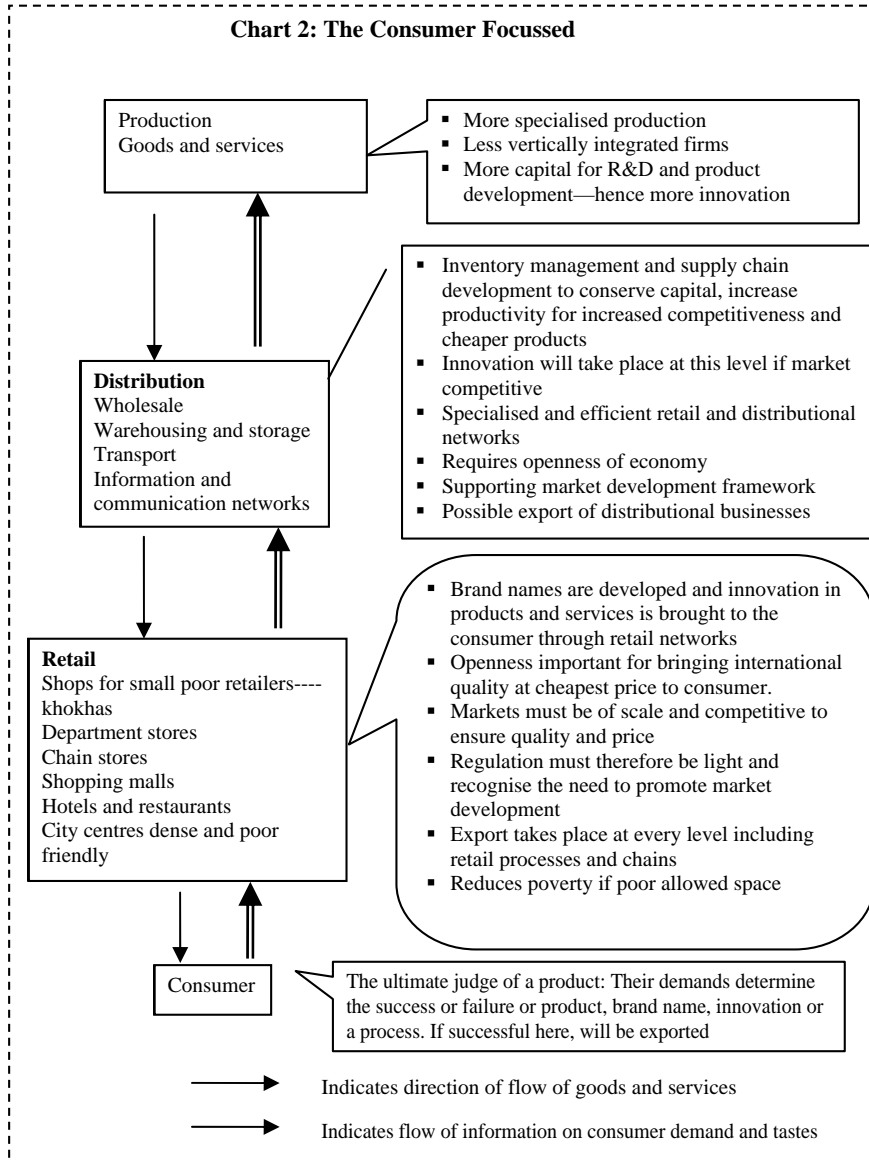 Chart 2: The Consumer Focussed
Production
Goods and services
▪ More specialised production
▪ Less vertically integrated firms
▪ More capital for R&D and product
development—hence more innovation
▪ Inventory management and supply chain
development to conserve capital, increase
productivity for increased competitiveness and
cheaper products
▪ Innovation will take place at this level if market
competitive
▪ Specialised and efficient retail and distributional
networks
▪ Requires openness of economy
▪ Supporting market development framework
▪ Possible export of distributional businesses
Distribution
Wholesale
Warehousing and storage
Transport
Information and
communication networks
▪ Brand names are developed and innovation in
products and services is brought to the
consumer through retail networks
▪ Openness important for bringing international
quality at cheapest price to consumer.
▪ Markets must be of scale and competitive to
ensure quality and price
▪ Regulation must therefore be light and
recognise the need to promote market
development
▪ Export takes place at every level including
retail processes and chains
▪ Reduces poverty if poor allowed space
Retail
Shops for small poor retailers----
khokhas
Department stores
Chain stores
Shopping malls
Hotels and restaurants
City centres dense and poor
friendly
Consumer
The ultimate judge of a product: Their demands determine
the success or failure or product, brand name, innovation or
a process. If successful here, will be exported
Indicates direction of flow of goods and services
Indicates flow of information on consumer demand and tastes